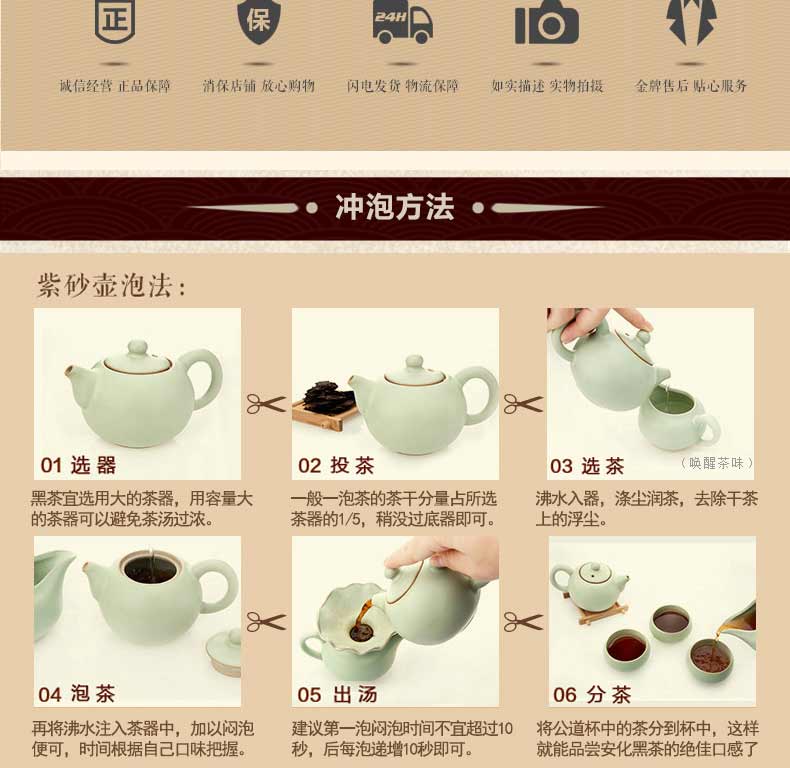 正
保
24H
诚信经营 正品保障
消保店铺 放心购物
闪电发货 物流保障
如实描述 实物拍摄
金牌售后 贴心服务
冲泡方法
紫砂壶泡法：
01 选器
02 投茶
03 选茶
（唤醒茶味）
黑茶宜选用大的茶器，用容量大
的茶器可以避免茶汤过浓。
一般一泡茶的茶干分量占所选
茶器的1/5，稍没过底器即可。
沸水入器，涤尘润茶，去除干茶
上的浮尘。
04 泡茶
05 出汤
06 分茶
再将沸水注入茶器中，加以闷泡
便可，时间根据自己口味把握。
建议第一泡闷泡时间不宜超过10
秒，后每泡递增10秒即可。
将公道杯中的茶分到杯中，这样
就能品尝安化黑茶的绝佳口感了